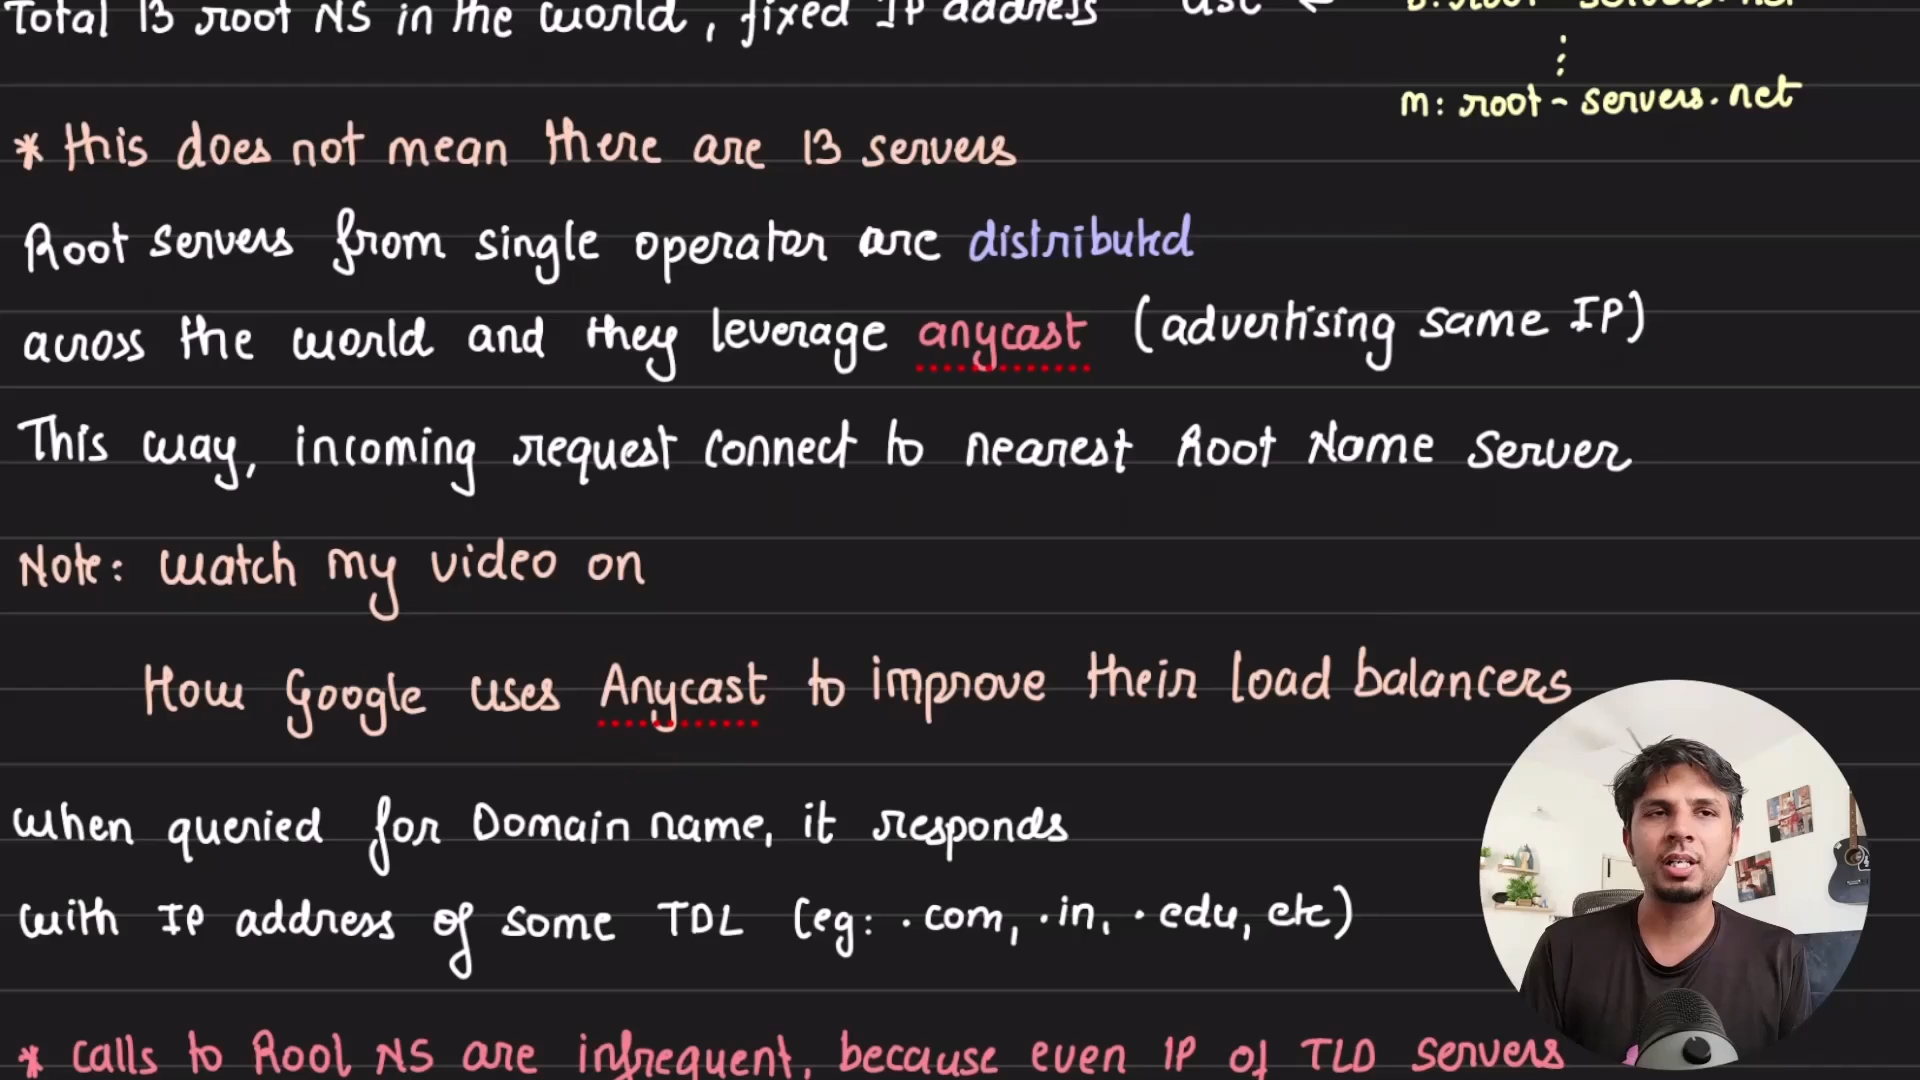 Total 13 root NS in the world, fixed IP address
m: root - servers.net
* this does not mean there are 13 servers
Root servers from single operator are distributed
across the world and they leverage anycast (advertising same IP)
This way, incoming request connect to nearest Root Name Server
Note: Watch my video on
How Google uses Anycast to improve their load balancers
When queried for Domain name, it responds
with IP address of some TDL (eg: .com, .in, .edu, etc)
* Calls to Rool NS are infrequent, because even IP of TLD servers